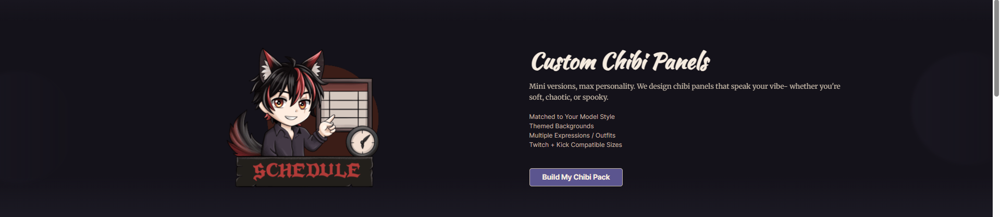 Custom Chibi Panels
Mini versions, max personality. We design chibi panels that speak your vibe- whether you're
soft, chaotic, or spooky.
Matched to Your Model Style
Themed Backgrounds
Multiple Expressions / Outfits
Twitch + Kick Compatible Sizes
Build My Chibi Pack
SCHEDULE